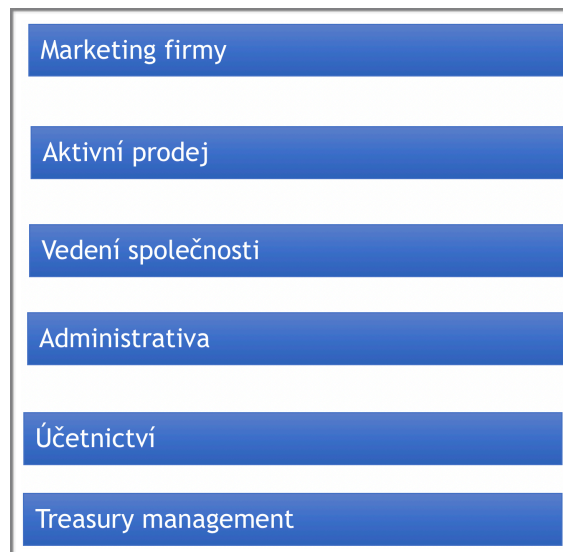 Marketing firmy
Aktivní prodej
Vedení společnosti
Administrativa
Účetnictví
Treasury management